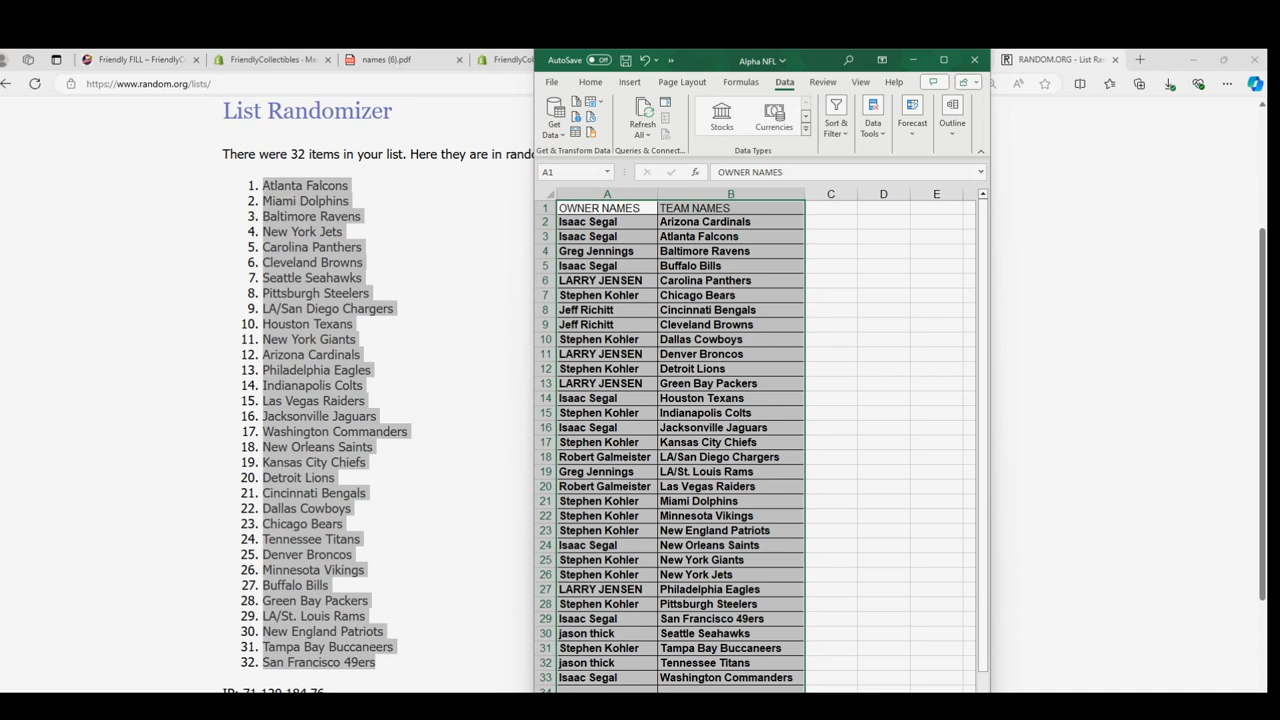 Friendly FILL – FriendlyC
FriendlyCollectibles - Me
names (6).pdf
FriendlyCol
AutoSave Off
Alpha NFL
RANDOM.ORG - List Ra
https://www.random.org/lists/
File Home Insert Page Layout Formulas Data Review View Help
Get Data
Refresh All
Stocks
Currencies
Sort & Filter
Data Tools
Forecast
Outline
Get & Transform Data
Queries & Connect...
Data Types
A1
fx
OWNER NAMES
List Randomizer
There were 32 items in your list. Here they are in rando
1. Atlanta Falcons
2. Miami Dolphins
3. Baltimore Ravens
4. New York Jets
5. Carolina Panthers
6. Cleveland Browns
7. Seattle Seahawks
8. Pittsburgh Steelers
9. LA/San Diego Chargers
10. Houston Texans
11. New York Giants
12. Arizona Cardinals
13. Philadelphia Eagles
14. Indianapolis Colts
15. Las Vegas Raiders
16. Jacksonville Jaguars
17. Washington Commanders
18. New Orleans Saints
19. Kansas City Chiefs
20. Detroit Lions
21. Cincinnati Bengals
22. Dallas Cowboys
23. Chicago Bears
24. Tennessee Titans
25. Denver Broncos
26. Minnesota Vikings
27. Buffalo Bills
28. Green Bay Packers
29. LA/St. Louis Rams
30. New England Patriots
31. Tampa Bay Buccaneers
32. San Francisco 49ers
A B C D E
1 OWNER NAMES TEAM NAMES
2 Isaac Segal Arizona Cardinals
3 Isaac Segal Atlanta Falcons
4 Greg Jennings Baltimore Ravens
5 Isaac Segal Buffalo Bills
6 LARRY JENSEN Carolina Panthers
7 Stephen Kohler Chicago Bears
8 Jeff Richitt Cincinnati Bengals
9 Jeff Richitt Cleveland Browns
10 Stephen Kohler Dallas Cowboys
11 LARRY JENSEN Denver Broncos
12 Stephen Kohler Detroit Lions
13 LARRY JENSEN Green Bay Packers
14 Isaac Segal Houston Texans
15 Stephen Kohler Indianapolis Colts
16 Isaac Segal Jacksonville Jaguars
17 Stephen Kohler Kansas City Chiefs
18 Robert Galmeister LA/San Diego Chargers
19 Greg Jennings LA/St. Louis Rams
20 Robert Galmeister Las Vegas Raiders
21 Stephen Kohler Miami Dolphins
22 Stephen Kohler Minnesota Vikings
23 Stephen Kohler New England Patriots
24 Isaac Segal New Orleans Saints
25 Stephen Kohler New York Giants
26 Stephen Kohler New York Jets
27 LARRY JENSEN Philadelphia Eagles
28 Stephen Kohler Pittsburgh Steelers
29 Isaac Segal San Francisco 49ers
30 jason thick Seattle Seahawks
31 Stephen Kohler Tampa Bay Buccaneers
32 jason thick Tennessee Titans
33 Isaac Segal Washington Commanders